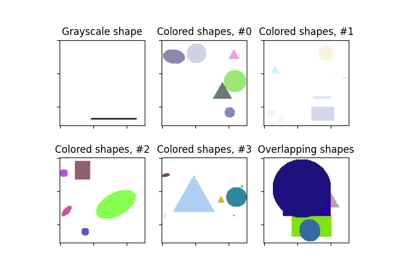 Grayscale shape
Colored shapes, #0
Colored shapes, #1
Colored shapes, #2
Colored shapes, #3
Overlapping shapes